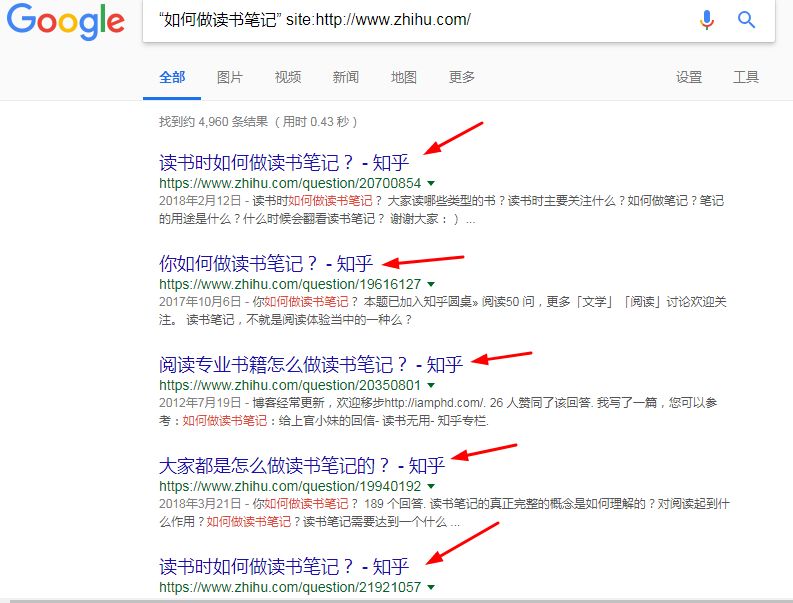 Google
“如何做读书笔记” site:http://www.zhihu.com/
全部 图片 视频 新闻 地图 更多 设置 工具
找到约 4,960 条结果 （用时 0.43 秒）
读书时如何做读书笔记？ - 知乎
https://www.zhihu.com/question/20700854
2018年2月12日 - 读书时如何做读书笔记？ 大家读哪些类型的书？读书时主要关注什么？如何做笔记？笔记
的用途是什么？什么时候会翻看读书笔记？ 谢谢大家：） ...
你如何做读书笔记？ - 知乎
https://www.zhihu.com/question/19616127
2017年10月6日 - 你如何做读书笔记？ 本题已加入知乎圆桌» 阅读50 问，更多「文学」「阅读」讨论欢迎关
注。 读书笔记，不就是阅读体验当中的一种么？
阅读专业书籍怎么做读书笔记？ - 知乎
https://www.zhihu.com/question/20350801
2012年7月19日 - 博客经常更新，欢迎移步http://iamphd.com/. 26 人赞同了该回答. 我写了一篇，您可以参
考：如何做读书笔记：给上官小妹的回信- 读书无用- 知乎专栏.
大家都是怎么做读书笔记的？ - 知乎
https://www.zhihu.com/question/19940192
2018年3月21日 - 你如何做读书笔记？ 189 个回答. 读书笔记的真正完整的概念是如何理解的？对阅读起到什
么作用？如何做读书笔记？读书笔记需要达到一个什么 ...
读书时如何做读书笔记？ - 知乎
https://www.zhihu.com/question/21921057